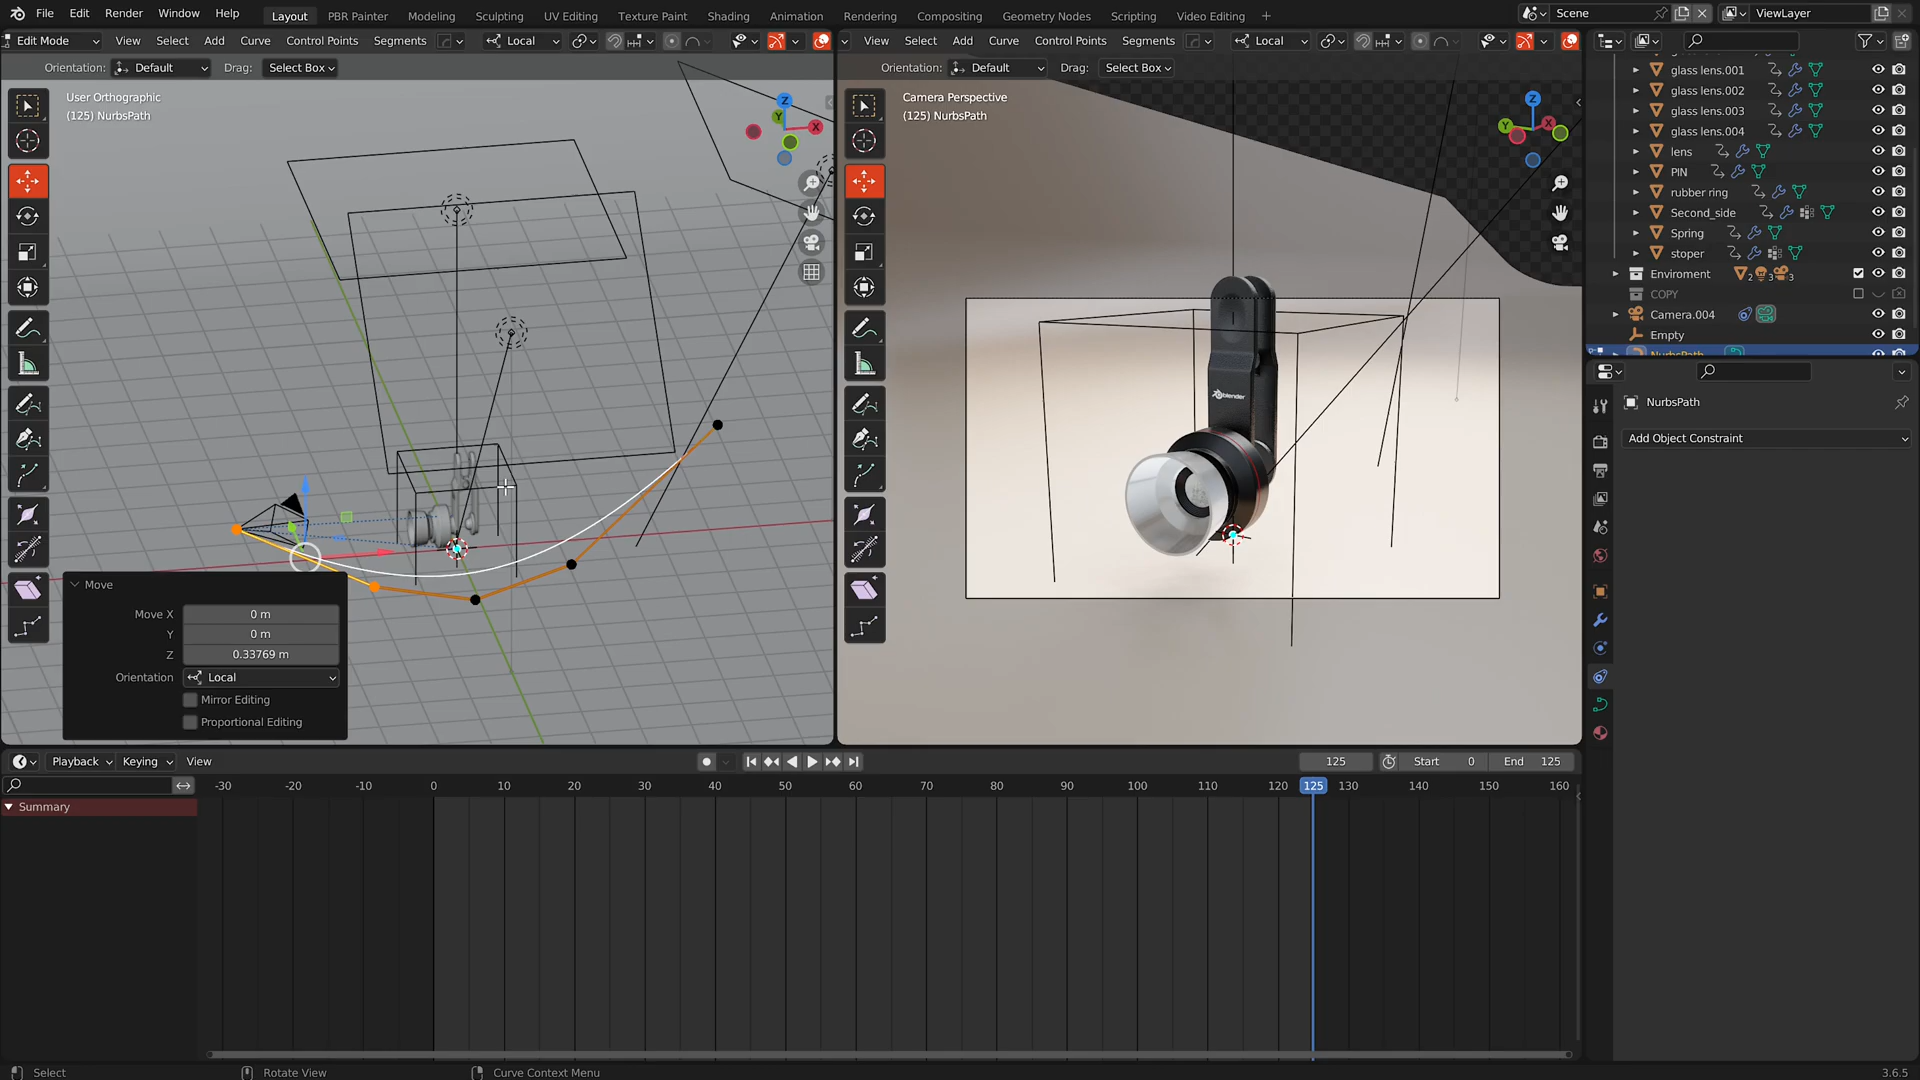 File Edit Render Window Help Layout PBR Painter Modeling Sculpting UV Editing Texture Paint Shading Animation Rendering Compositing Geometry Nodes Scripting Video Editing + Scene ViewLayer
Edit Mode View Select Add Curve Control Points Segments Local View Select Add Curve Control Points Segments Local
Orientation: Default Drag: Select Box Orientation: Default Drag: Select Box
User Orthographic
(125) NurbsPath
Z
Y
X
Camera Perspective
(125) NurbsPath
Z
Y
X
blender
glass lens.001
glass lens.002
glass lens.003
glass lens.004
lens
PIN
rubber ring
Second_side
Spring
stoper
Enviroment 2 3 3
COPY
Camera.004
Empty
NurbsPath
NurbsPath
Add Object Constraint
Move
Move X 0 m
Y 0 m
Z 0.33769 m
Orientation Local
Mirror Editing
Proportional Editing
Playback Keying View 125 Start 0 End 125
-30 -20 -10 0 10 20 30 40 50 60 70 80 90 100 110 120 125 130 140 150 160
Summary
Select Rotate View Curve Context Menu 3.6.5